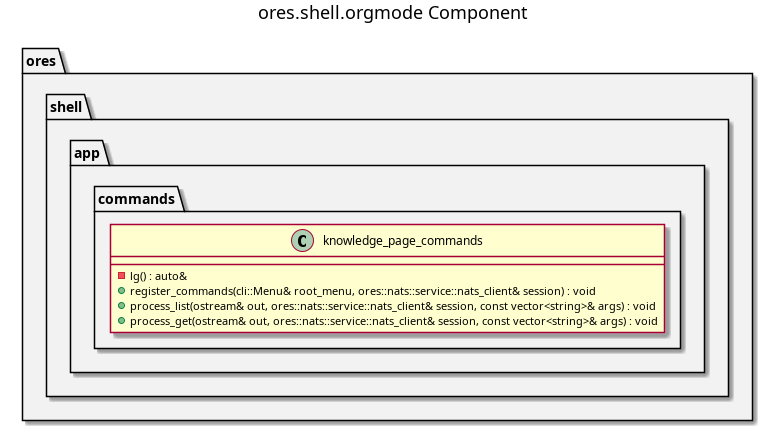 ores.shell.orgmode Component
ores
shell
app
commands
C knowledge_page_commands
lg() : auto&
register_commands(cli::Menu& root_menu, ores::nats::service::nats_client& session) : void
process_list(ostream& out, ores::nats::service::nats_client& session, const vector<string>& args) : void
process_get(ostream& out, ores::nats::service::nats_client& session, const vector<string>& args) : void